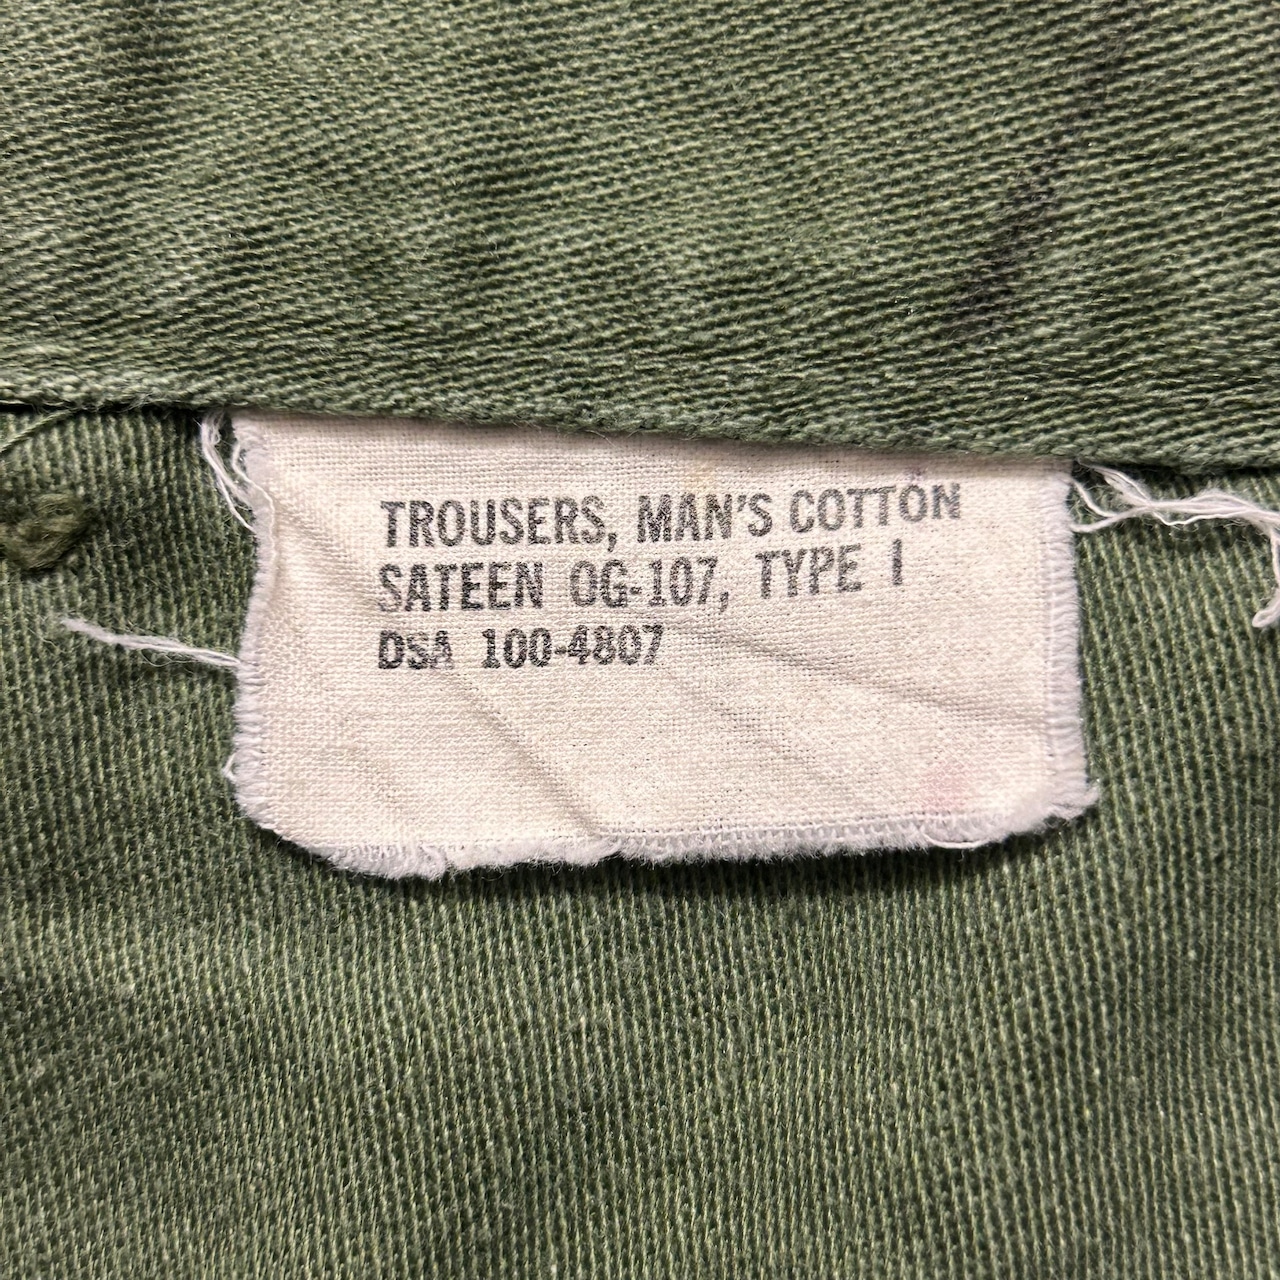 TROUSERS, MAN'S COTTON
SATEEN OG-107, TYPE I
DSA 100-4807